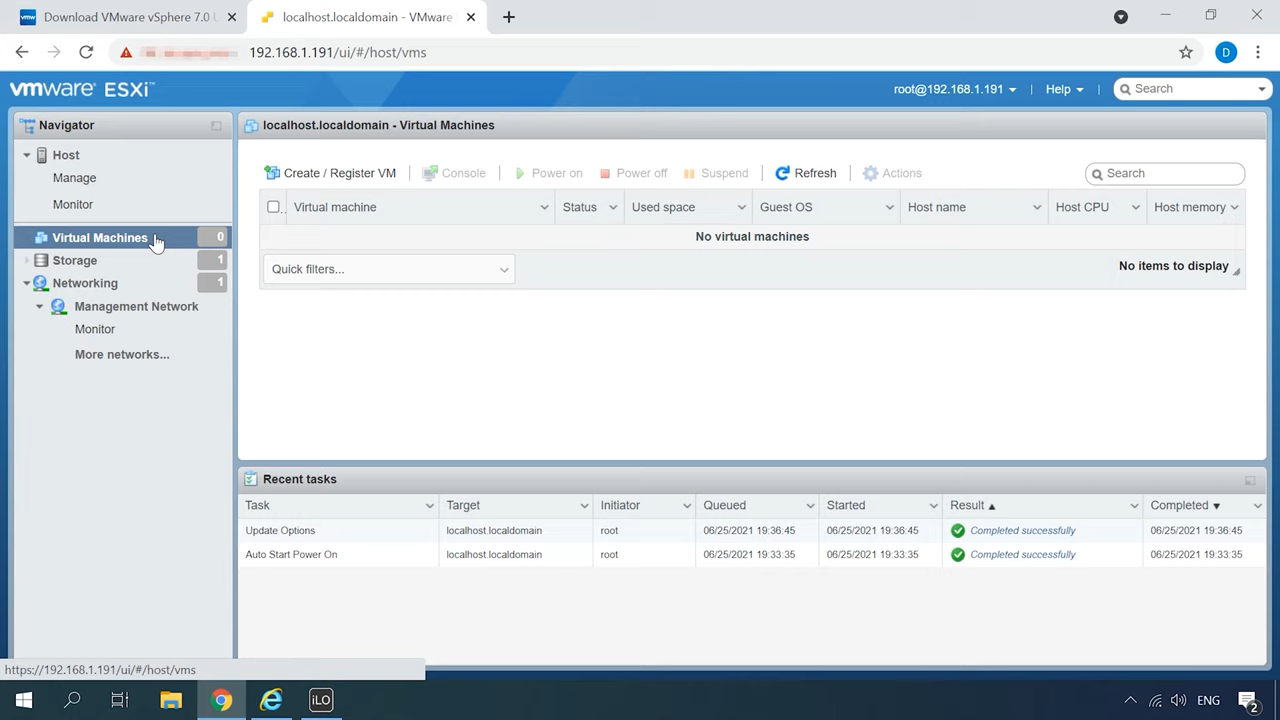 Download VMware vSphere 7.0
localhost.localdomain - VMware
192.168.1.191/ui/#/host/vms
D
vmware ESXi™
root@192.168.1.191
Help
Search
Navigator
Host
Manage
Monitor
Virtual Machines 0
Storage 1
Networking 1
Management Network
Monitor
More networks...
localhost.localdomain - Virtual Machines
Create / Register VM
Console
Power on
Power off
Suspend
Refresh
Actions
Search
Virtual machine Status Used space Guest OS Host name Host CPU Host memory
No virtual machines
Quick filters...
No items to display
Recent tasks
Task Target Initiator Queued Started Result Completed
Update Options localhost.localdomain root 06/25/2021 19:36:45 06/25/2021 19:36:45 Completed successfully 06/25/2021 19:36:45
Auto Start Power On localhost.localdomain root 06/25/2021 19:33:35 06/25/2021 19:33:35 Completed successfully 06/25/2021 19:33:35
https://192.168.1.191/ui/#/host/vms
iLO
ENG
2